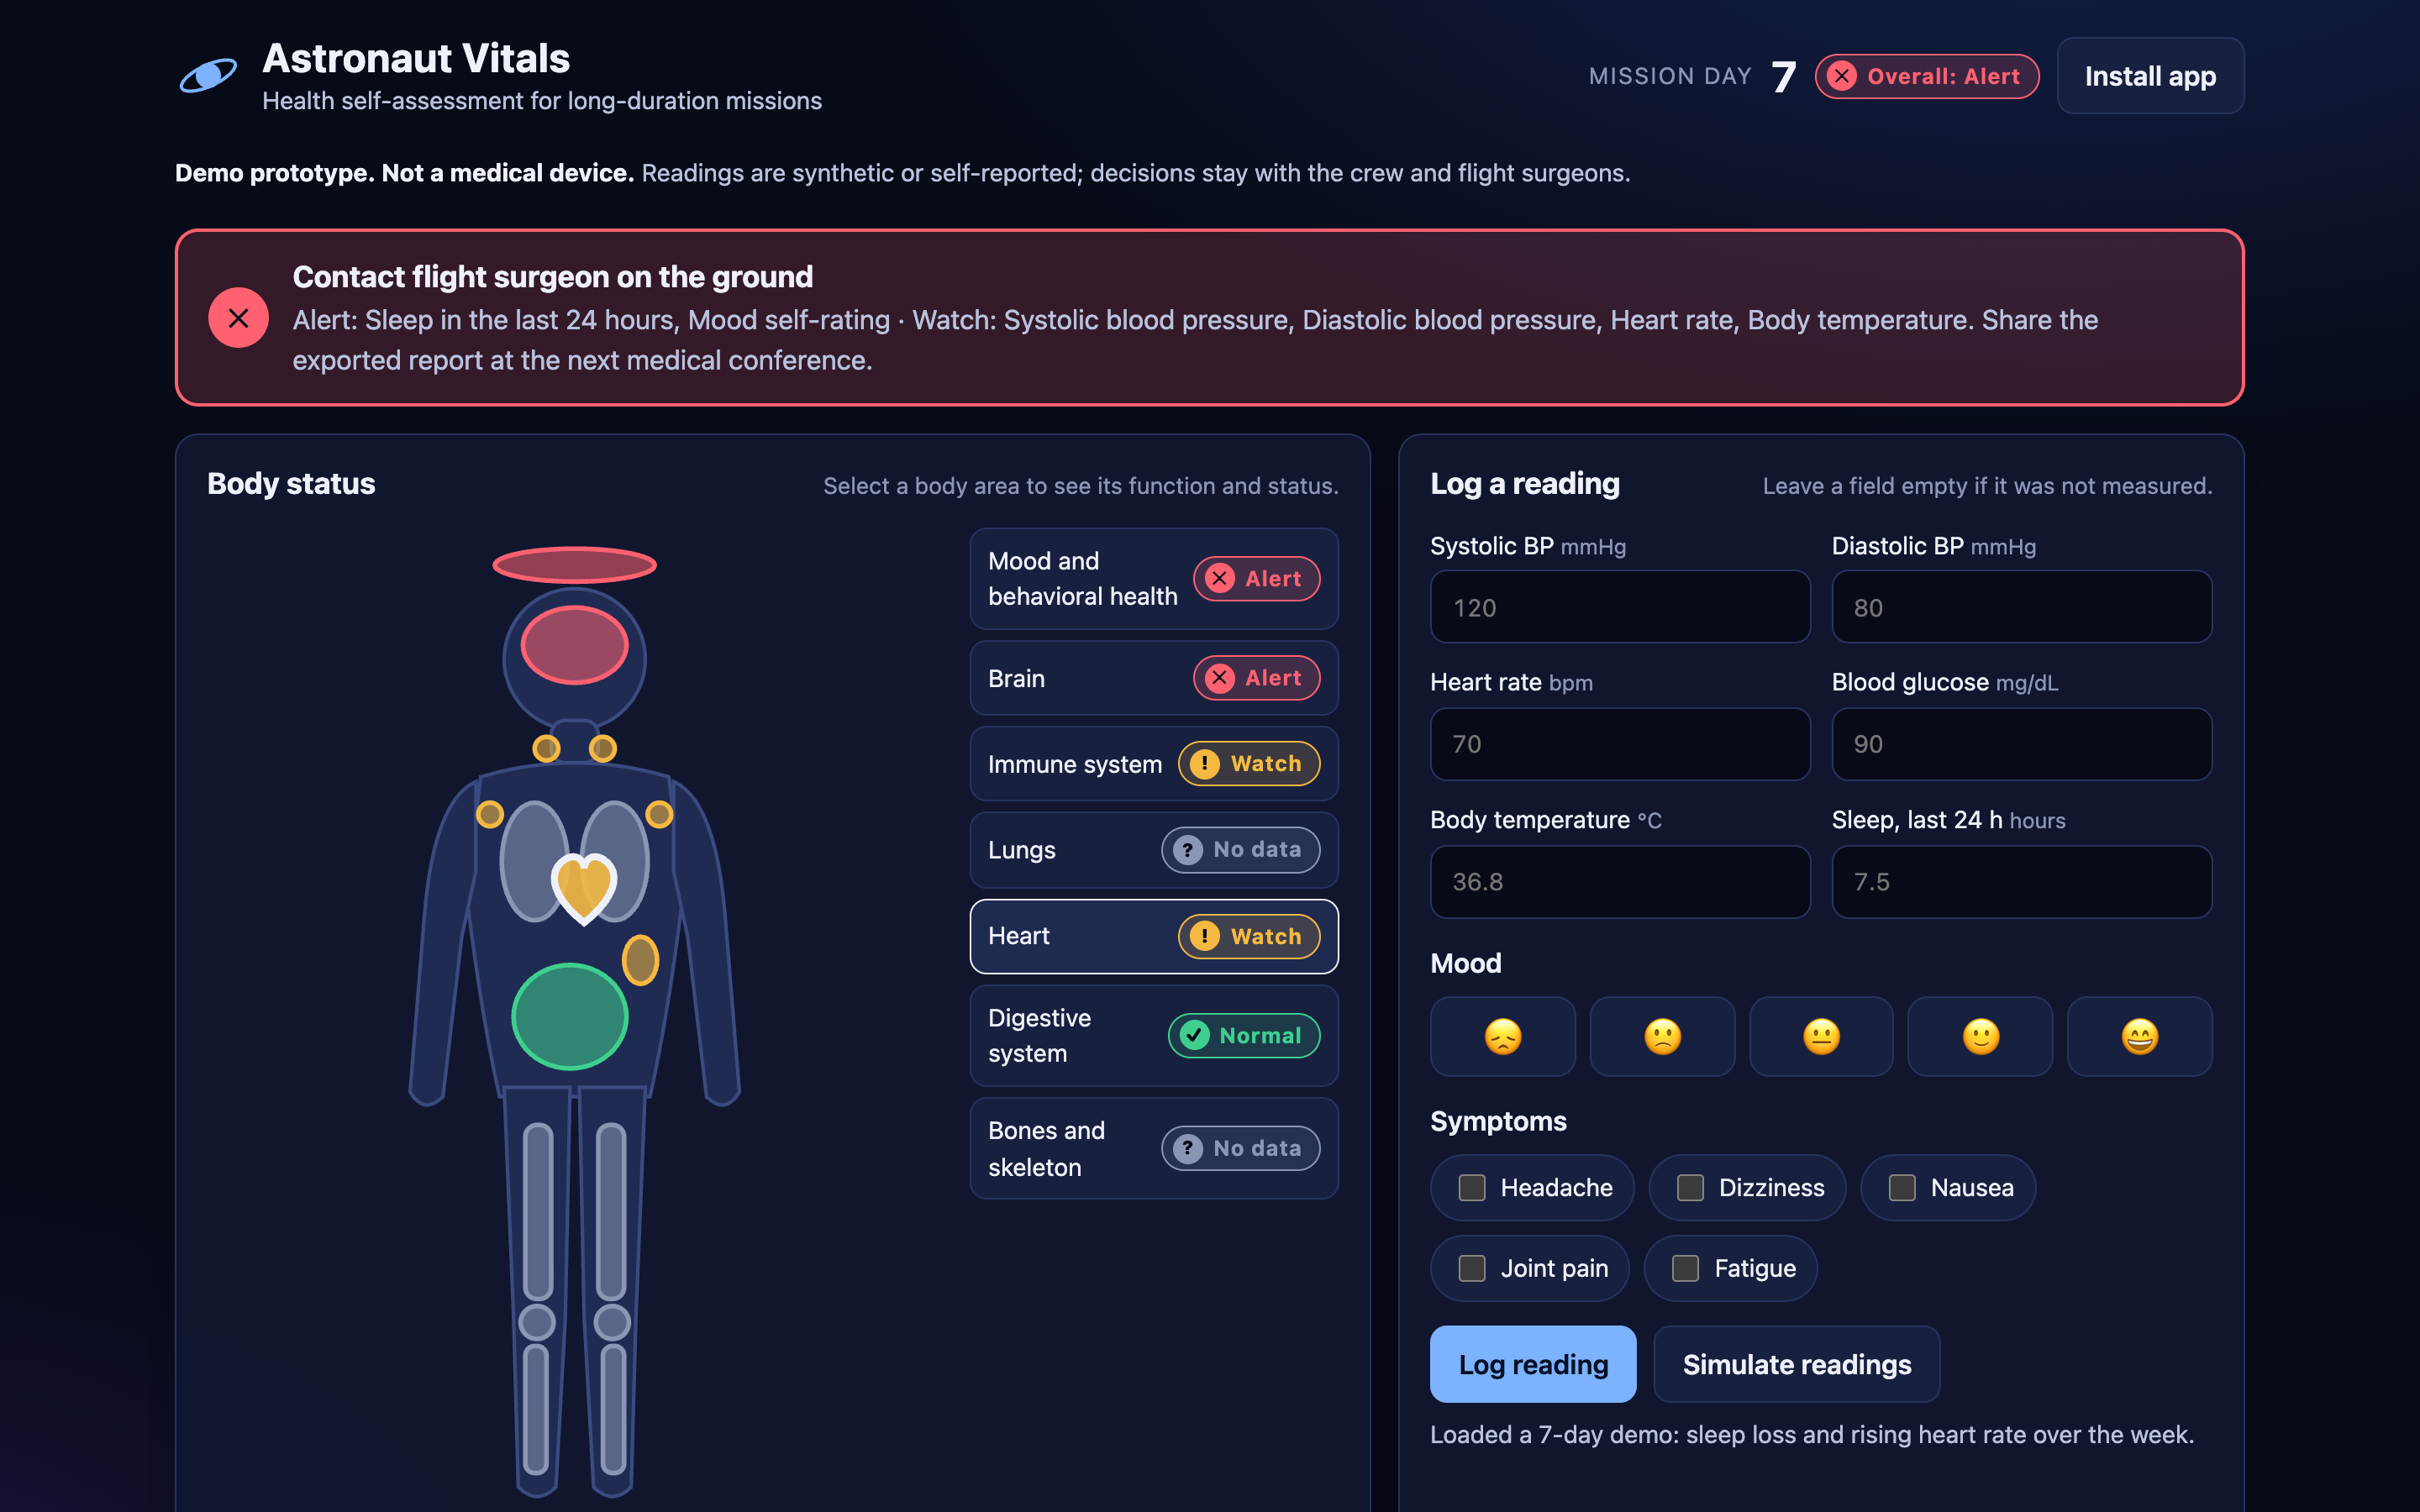 Astronaut Vitals
Health self-assessment for long-duration missions
MISSION DAY 7
Overall: Alert
Install app
Demo prototype. Not a medical device. Readings are synthetic or self-reported; decisions stay with the crew and flight surgeons.
Contact flight surgeon on the ground
Alert: Sleep in the last 24 hours, Mood self-rating · Watch: Systolic blood pressure, Diastolic blood pressure, Heart rate, Body temperature. Share the
exported report at the next medical conference.
Body status
Select a body area to see its function and status.
Mood and
behavioral health
Alert
Brain
Alert
Immune system
! Watch
Lungs
? No data
Heart
! Watch
Digestive
system
Normal
Bones and
skeleton
? No data
Log a reading
Leave a field empty if it was not measured.
Systolic BP mmHg
120
Diastolic BP mmHg
80
Heart rate bpm
70
Blood glucose mg/dL
90
Body temperature °C
36.8
Sleep, last 24 h hours
7.5
Mood
Symptoms
Headache
Dizziness
Nausea
Joint pain
Fatigue
Log reading
Simulate readings
Loaded a 7-day demo: sleep loss and rising heart rate over the week.